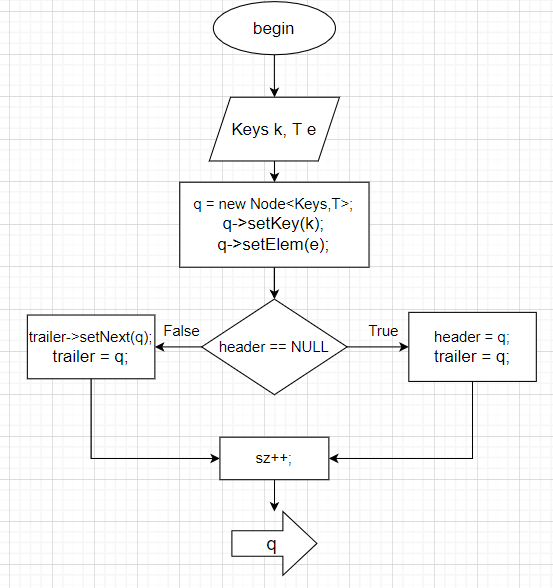 begin
Keys k, T e
q = new Node<Keys,T>;
q->setKey(k);
q->setElem(e);
False
True
trailer->setNext(q);
trailer = q;
header == NULL
header = q;
trailer = q;
sz++;
q